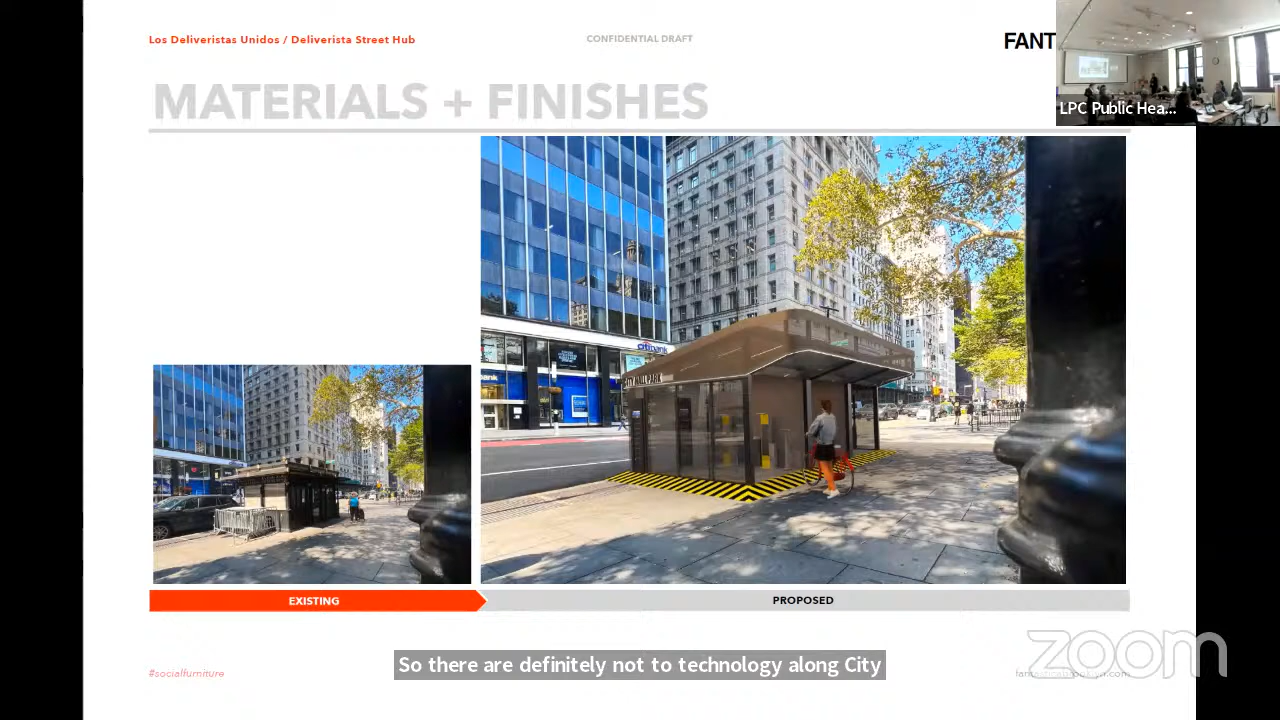 Los Deliveristas Unidos / Deliverista Street Hub
CONFIDENTIAL DRAFT
FANT
LPC Public Hea...
MATERIALS + FINISHES
citibank
CITY HALL PARK
EXISTING
PROPOSED
So there are definitely not to technology along City
zoom
#socialfurniture